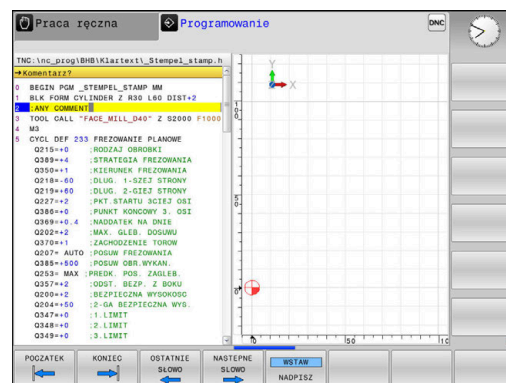 Praca ręczna
Programowanie
DNC
TNC:\nc_prog\BHB\Klartext\_Stempel_stamp.h
→Komentarz?
0 BEGIN PGM _STEMPEL_STAMP MM
1 BLK FORM CYLINDER Z R30 L60 DIST+2
2 ;ANY COMMENT
3 TOOL CALL "FACE_MILL_D40" Z S2000 F1000
4 M3
5 CYCL DEF 233 FREZOWANIE PLANOWE
Q215=+0 ;RODZAJ OBROBKI
Q389=+4 ;STRATEGIA FREZOWANIA
Q350=+1 ;KIERUNEK FREZOWANIA
Q218=-60 ;DLUG. 1-SZEJ STRONY
Q219=+60 ;DLUG. 2-GIEJ STRONY
Q227=+2 ;PKT.STARTU 3CIEJ OSI
Q386=+0 ;PUNKT KONCOWY 3. OSI
Q369=+0.4 ;NADDATEK NA DNIE
Q202=+2 ;MAX. GLEB. DOSUWU
Q370=+1 ;ZACHODZENIE TOROW
Q207= AUTO ;POSUW FREZOWANIA
Q385=+500 ;POSUW OBR.WYKAN.
Q253= MAX ;PREDK. POS. ZAGLEB.
Q357=+2 ;ODST. BEZP. Z BOKU
Q200=+2 ;BEZPIECZNA WYSOKOSC
Q204=+50 ;2-GA BEZPIECZNA WYS.
Q347=+0 ;1.LIMIT
Q348=+0 ;2.LIMIT
Q349=+0 ;3.LIMIT
Y
X
100
50
0
0
50
POCZATEK
KONIEC
OSTATNIE
SŁOWO
NASTEPNE
SŁOWO
WSTAW
NADPISZ